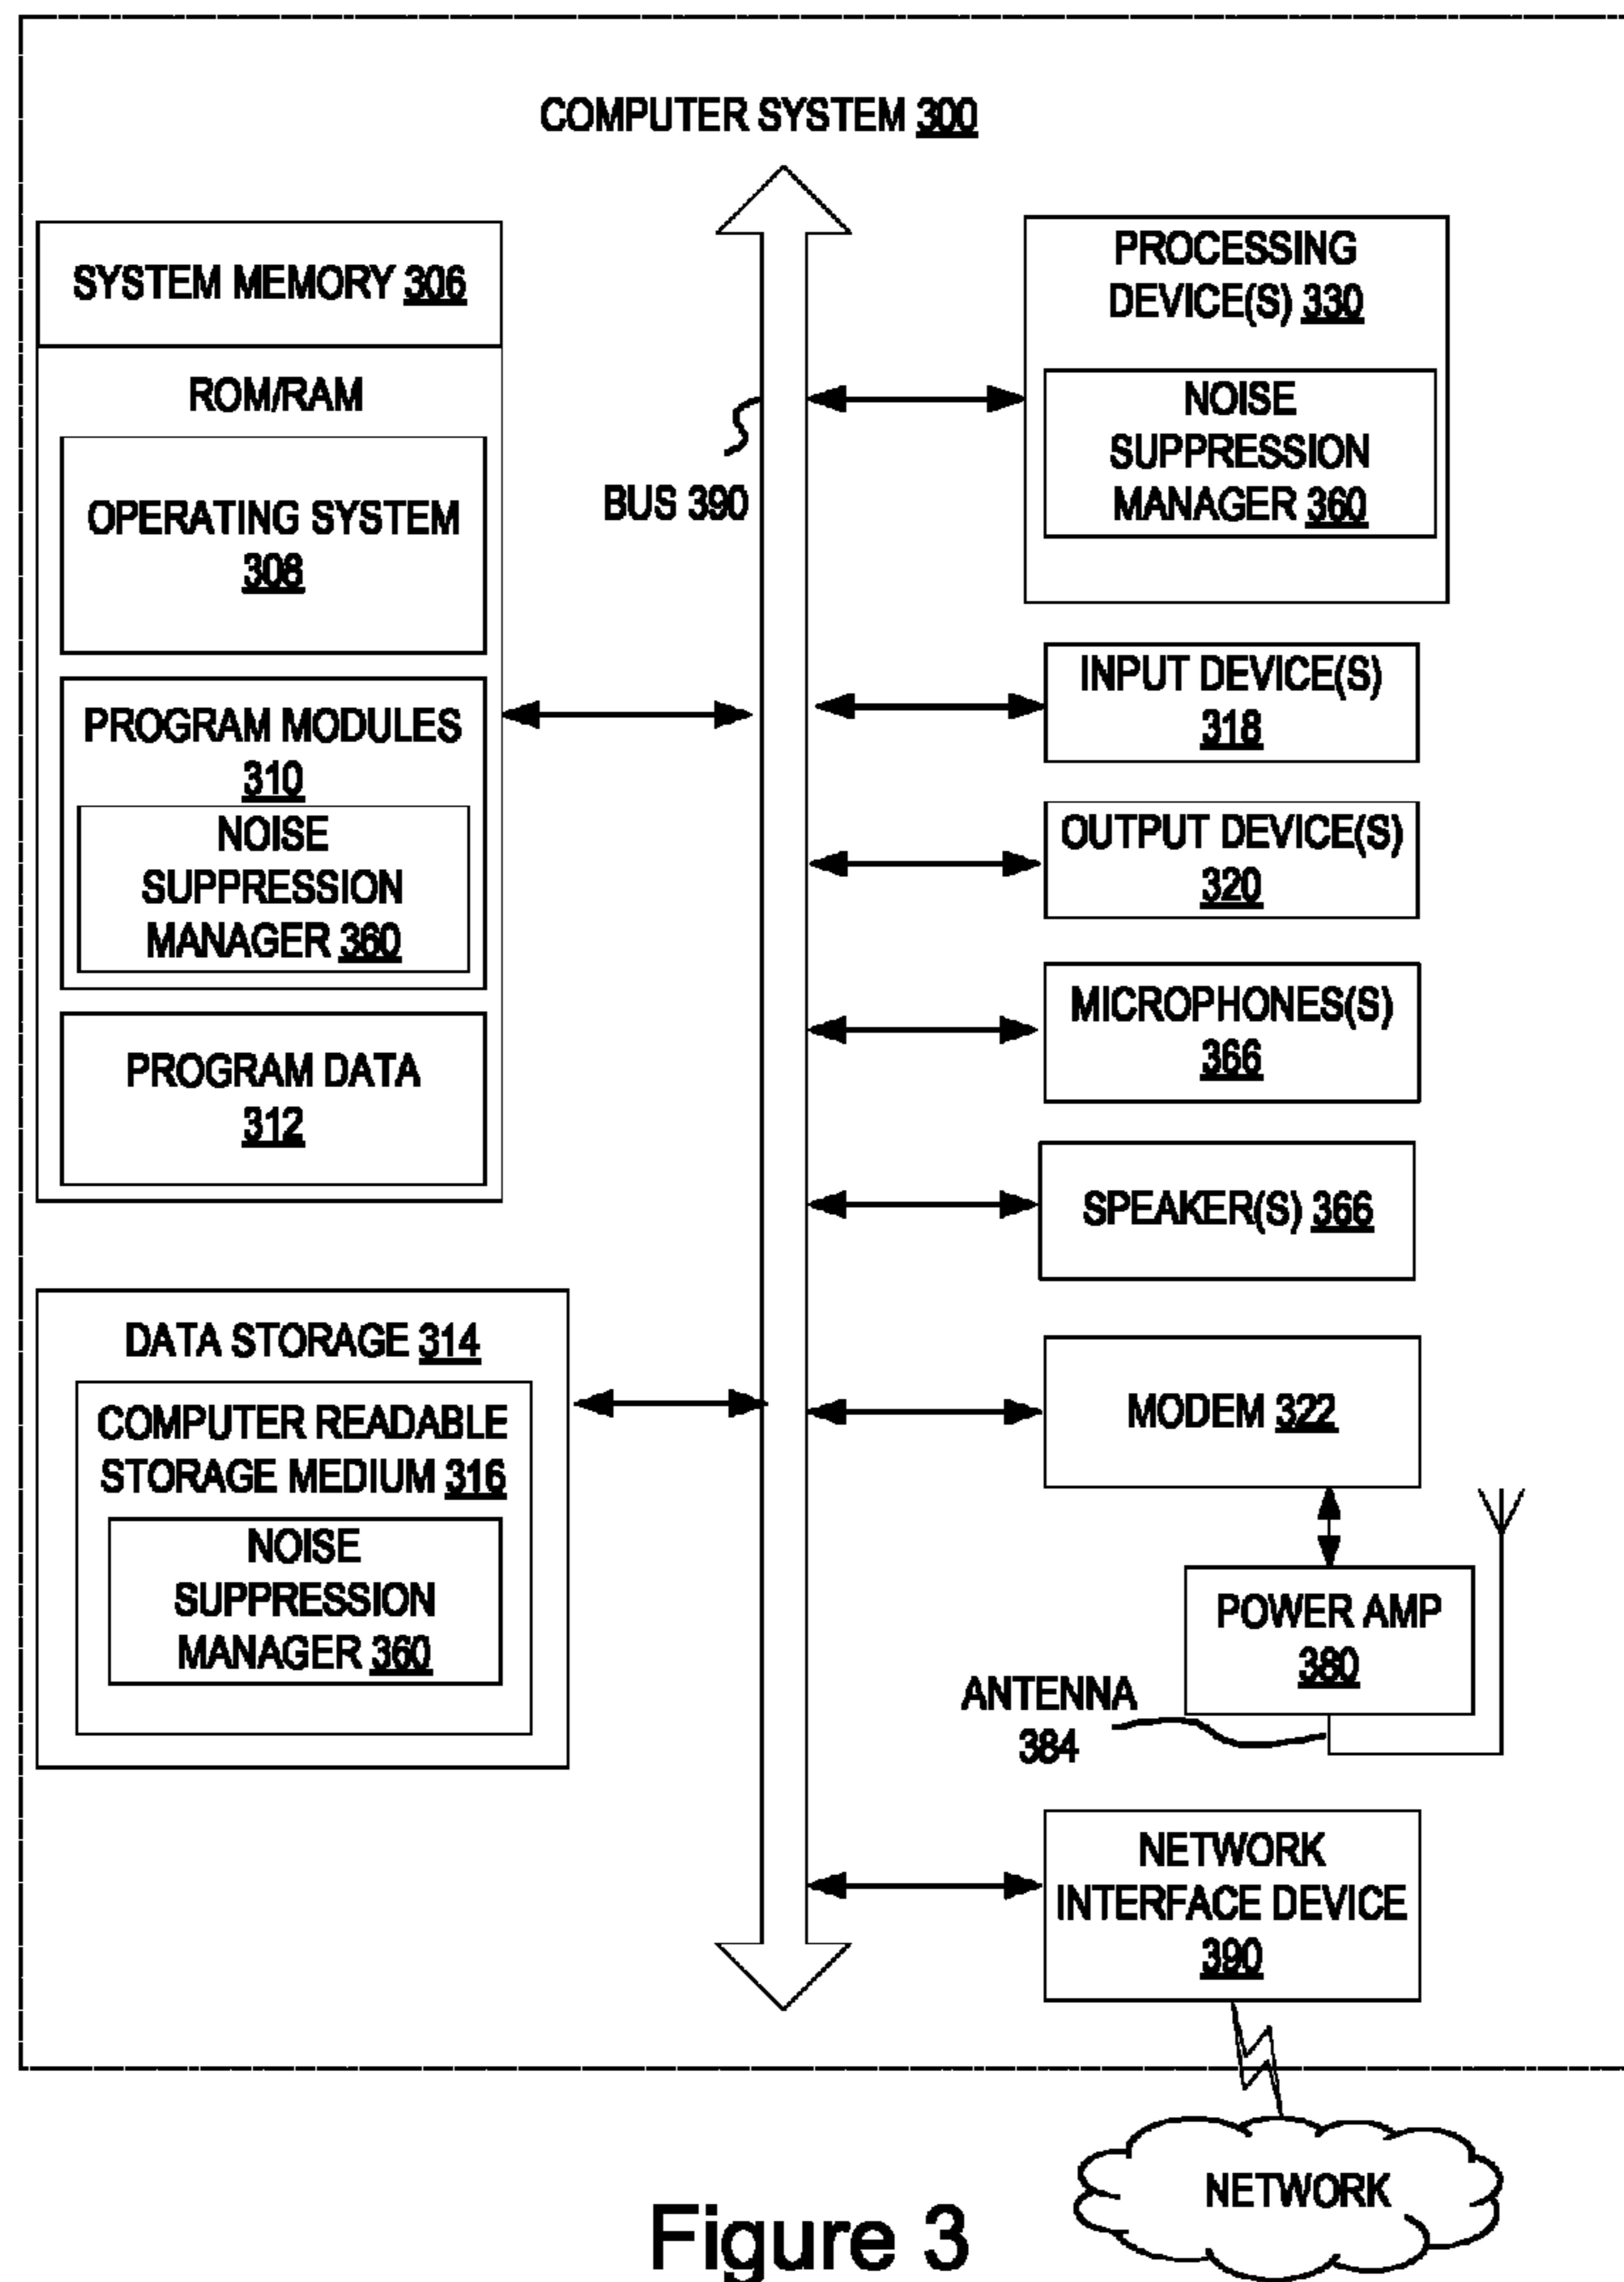 COMPUTER SYSTEM 300
SYSTEM MEMORY 306
ROM/RAM
OPERATING SYSTEM
308
PROGRAM MODULES
310
NOISE
SUPPRESSION
MANAGER 360
PROGRAM DATA
312
DATA STORAGE 314
COMPUTER READABLE
STORAGE MEDIUM 316
NOISE
SUPPRESSION
MANAGER 360
BUS 390
PROCESSING
DEVICE(S) 330
NOISE
SUPPRESSION
MANAGER 360
INPUT DEVICE(S)
318
OUTPUT DEVICE(S)
320
MICROPHONES(S)
366
SPEAKER(S) 366
MODEM 322
POWER AMP
380
ANTENNA
384
NETWORK
INTERFACE DEVICE
390
NETWORK
Figure 3